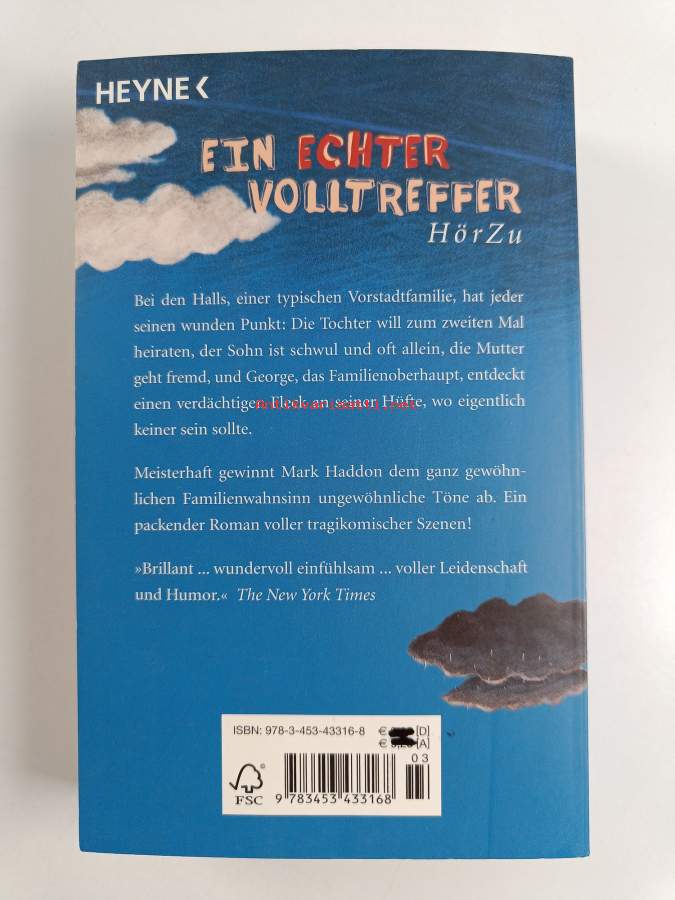 HEYNE
EIN ECHTER
VOLLTREFFER
HörZu
Bei den Halls, einer typischen Vorstadtfamilie, hat jeder
seinen wunden Punkt: Die Tochter will zum zweiten Mal
heiraten, der Sohn ist schwul und oft allein, die Mutter
geht fremd, und George, das Familienoberhaupt, entdeckt
einen verdächtigen Fleck an seiner Hüfte, wo eigentlich
keiner sein sollte.
Meisterhaft gewinnt Mark Haddon dem ganz gewöhn-
lichen Familienwahnsinn ungewöhnliche Töne ab. Ein
packender Roman voller tragikomischer Szenen!
»Brillant ... wundervoll einfühlsam ... voller Leidenschaft
und Humor.« The New York Times
ISBN: 978-3-453-43316-8
€ [D]
€ [A]
03
FSC
9 783453 433168